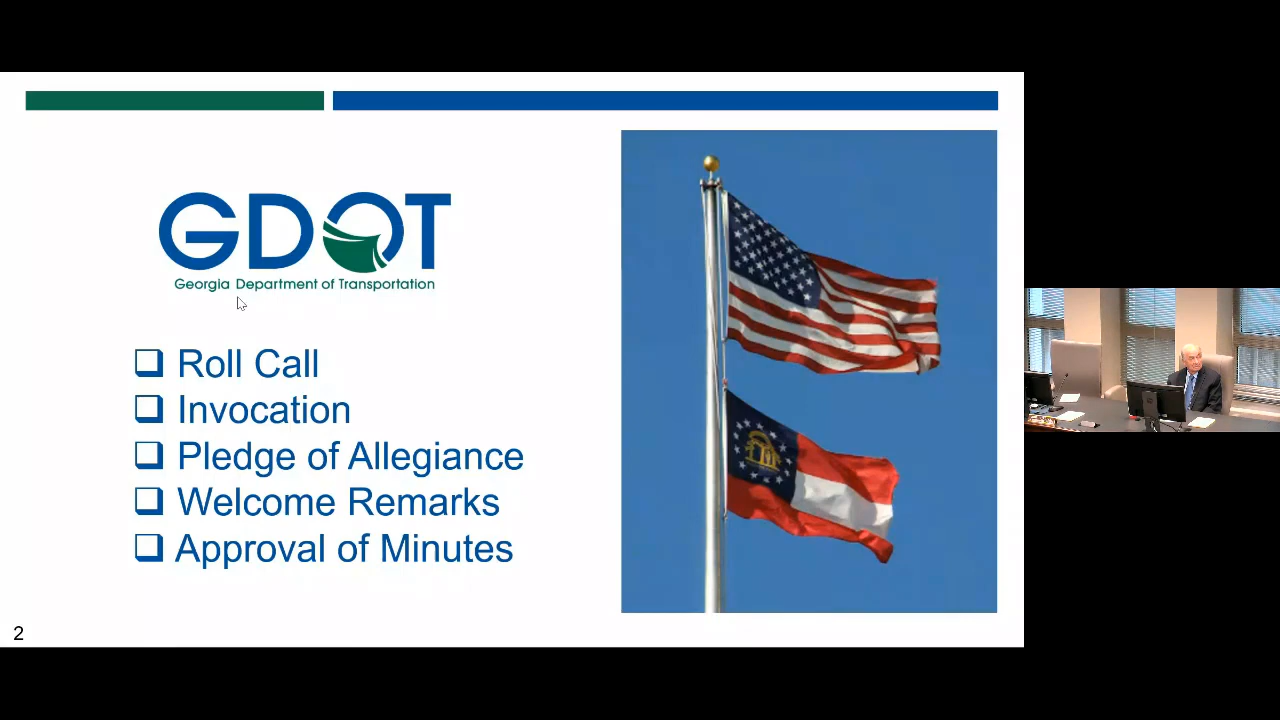 GDOT
Georgia Department of Transportation
❑ Roll Call
❑ Invocation
❑ Pledge of Allegiance
❑ Welcome Remarks
❑ Approval of Minutes
2